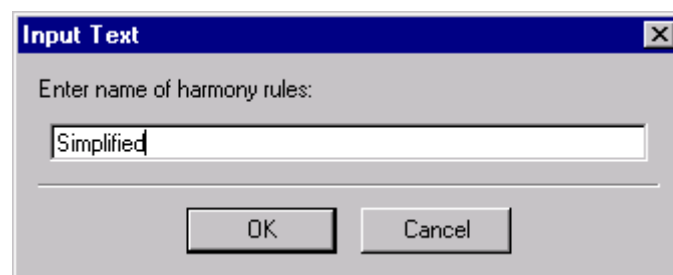 Input Text
Enter name of harmony rules:
Simplified
OK Cancel